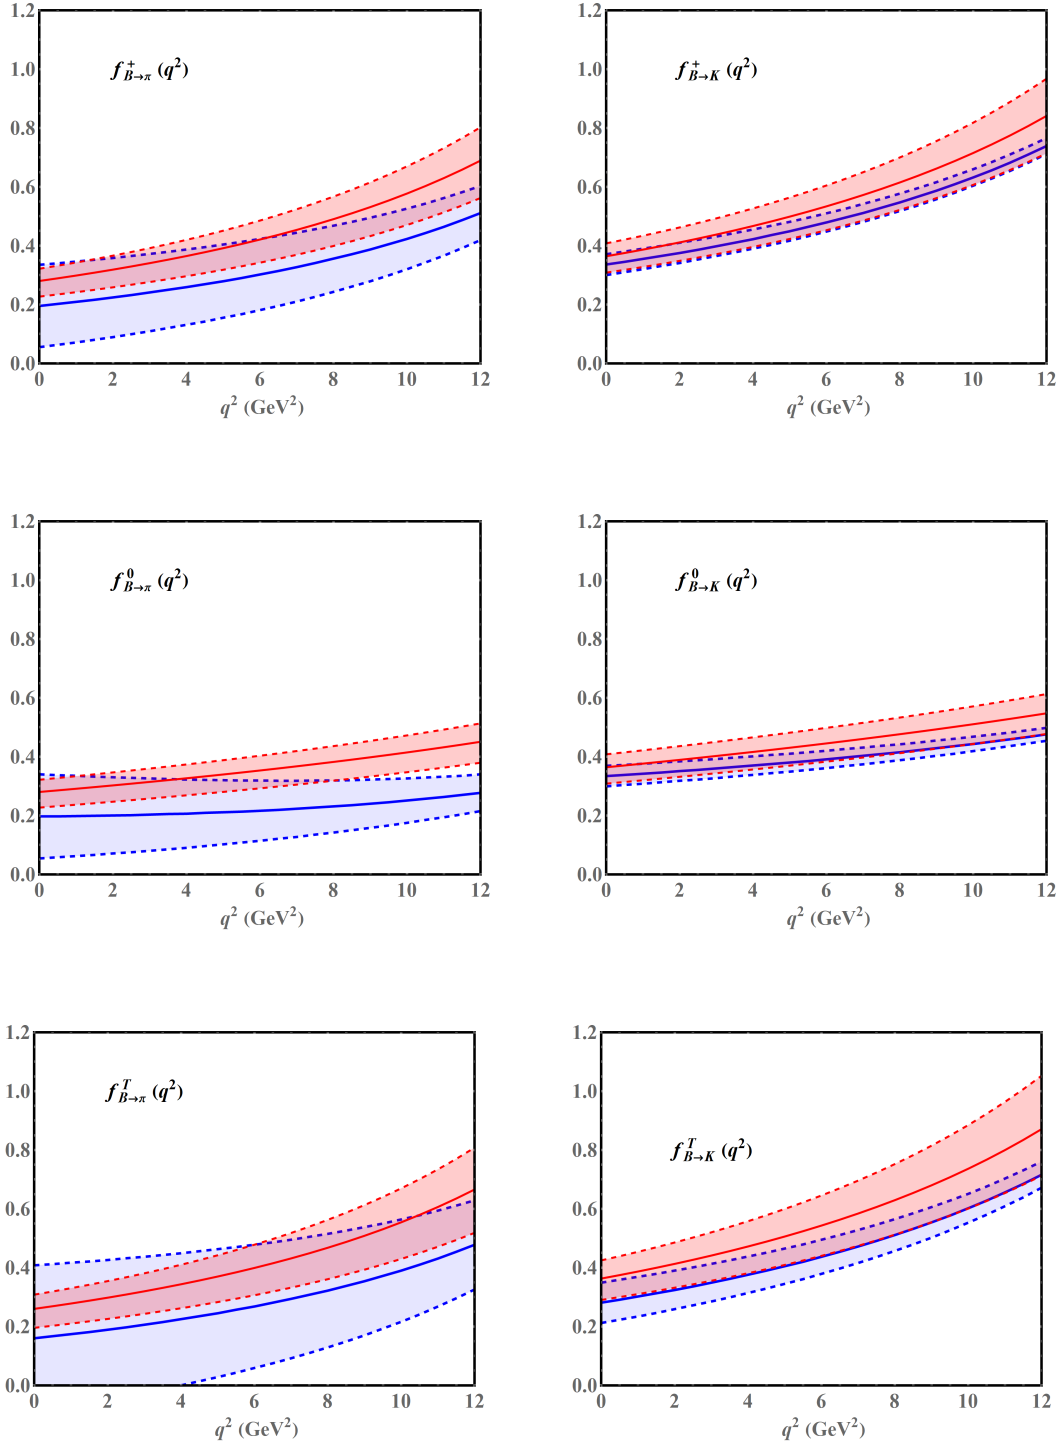 1.2 1.2
1.0 f⁺_{B→π}(q²) 1.0 f⁺_{B→K}(q²)
0.8 0.8
0.6 0.6
0.4 0.4
0.2 0.2
0.0 0.0
0 2 4 6 8 10 12 0 2 4 6 8 10 12
q² (GeV²) q² (GeV²)
1.2 1.2
1.0 f⁰_{B→π}(q²) 1.0 f⁰_{B→K}(q²)
0.8 0.8
0.6 0.6
0.4 0.4
0.2 0.2
0.0 0.0
0 2 4 6 8 10 12 0 2 4 6 8 10 12
q² (GeV²) q² (GeV²)
1.2 1.2
1.0 f^T_{B→π}(q²) 1.0
0.8 0.8 f^T_{B→K}(q²)
0.6 0.6
0.4 0.4
0.2 0.2
0.0 0.0
0 2 4 6 8 10 12 0 2 4 6 8 10 12
q² (GeV²) q² (GeV²)